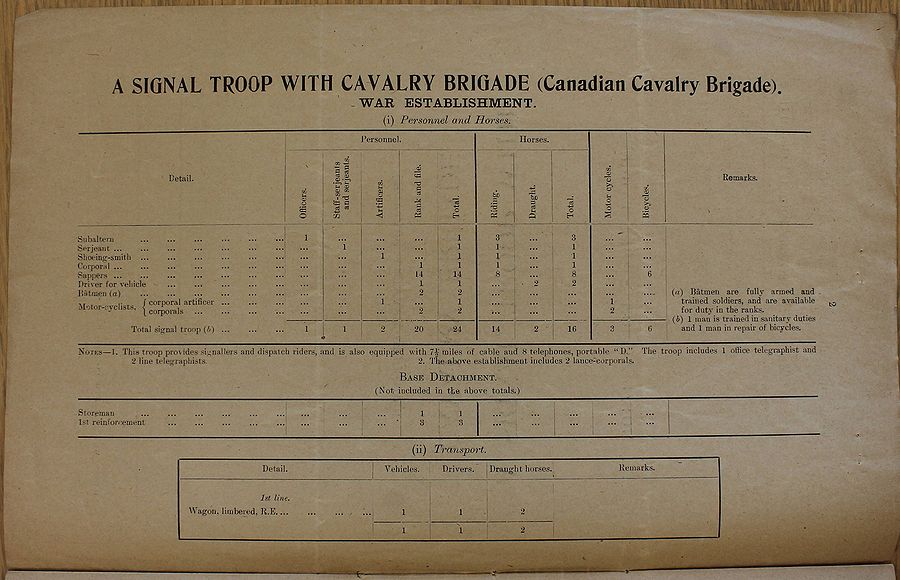 A SIGNAL TROOP WITH CAVALRY BRIGADE (Canadian Cavalry Brigade).
WAR ESTABLISHMENT.
(i) Personnel and Horses.
Detail. Personnel. Horses. Motor cycles. Bicycles. Remarks.
Officers. Staff-serjeants and serjeants. Artificers. Rank and file. Total. Riding. Draught. Total.
Subaltern ... ... ... ... ... ... 1 ... ... ... 1 3 ... 3 ... ...
Serjeant ... ... ... ... ... ... ... ... 1 ... ... 1 1 ... 1 ... ...
Shoeing-smith ... ... ... ... ... ... ... ... 1 ... 1 1 ... 1 ... ...
Corporal ... ... ... ... ... ... ... ... ... ... 1 1 1 ... 1 ... ...
Sappers ... ... ... ... ... ... ... ... ... ... 14 14 8 ... 8 ... 6
Driver for vehicle ... ... ... ... ... ... ... ... 1 1 ... 2 2 ... ...
Bâtmen (a) ... ... ... ... ... ... ... ... ... 2 2 ... ... ... ... ...
Motor-cyclists, { corporal artificer ... ... ... ... ... 1 ... 1 ... ... ... 1 ...
{ corporals ... ... ... ... ... ... ... 2 2 ... ... ... 2 ...
Total signal troop (b) ... ... ... 1 1 2 20 24 14 2 16 3 6
(a) Bâtmen are fully armed and
trained soldiers, and are available
for duty in the ranks.
(b) 1 man is trained in sanitary duties
and 1 man in repair of bicycles.
2
NOTES—1. This troop provides signallers and dispatch riders, and is also equipped with 7½ miles of cable and 8 telephones, portable "D." The troop includes 1 office telegraphist and
2 line telegraphists. 2. The above establishment includes 2 lance-corporals.
BASE DETACHMENT.
(Not included in the above totals.)
Storeman ... ... ... ... ... ... ... ... ... 1 1 ... ... ... ... ...
1st reinforcement ... ... ... ... ... ... ... ... 3 3 ... ... ... ... ...
(ii) Transport.
Detail. Vehicles. Drivers. Draught horses. Remarks.
1st line.
Wagon, limbered, R.E. ... ... ... ... 1 1 2
1 1 2